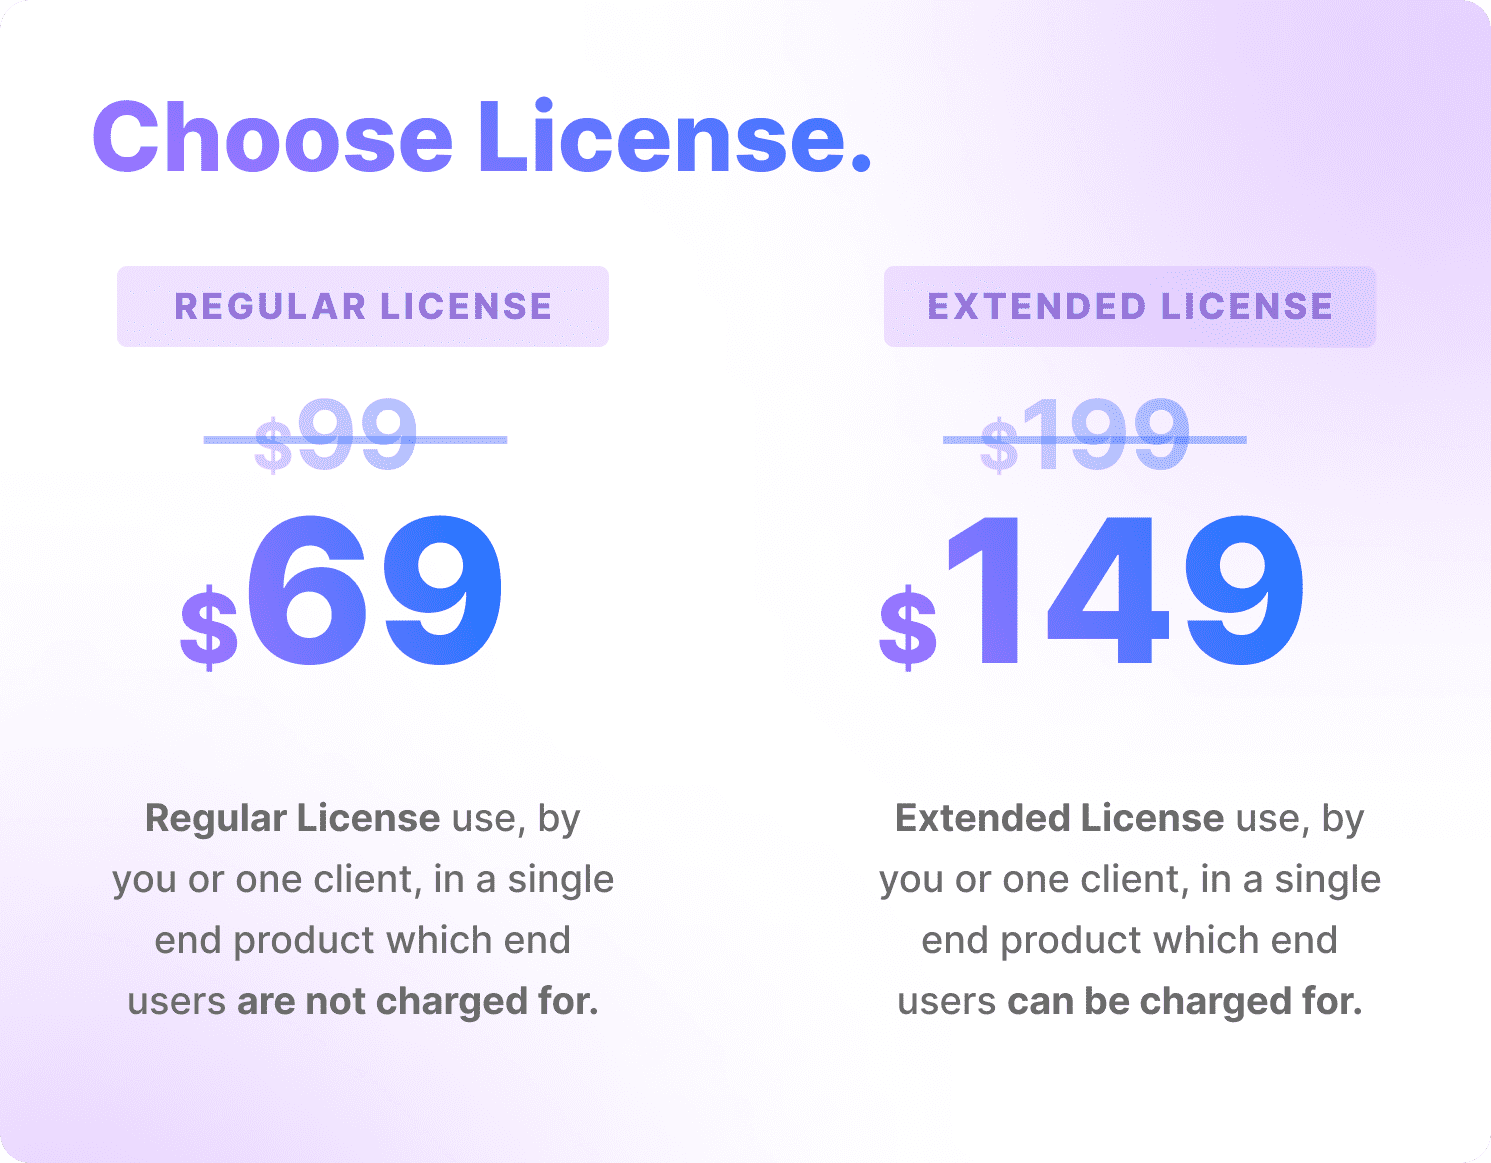 Choose License.
REGULAR LICENSE
$99
$69
Regular License use, by
you or one client, in a single
end product which end
users are not charged for.
EXTENDED LICENSE
$199
$149
Extended License use, by
you or one client, in a single
end product which end
users can be charged for.